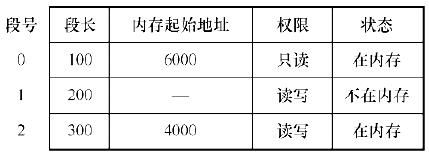 段号 段长 内存起始地址 权限 状态
0 100 6000 只读 在内存
1 200 — 读写 不在内存
2 300 4000 读写 在内存